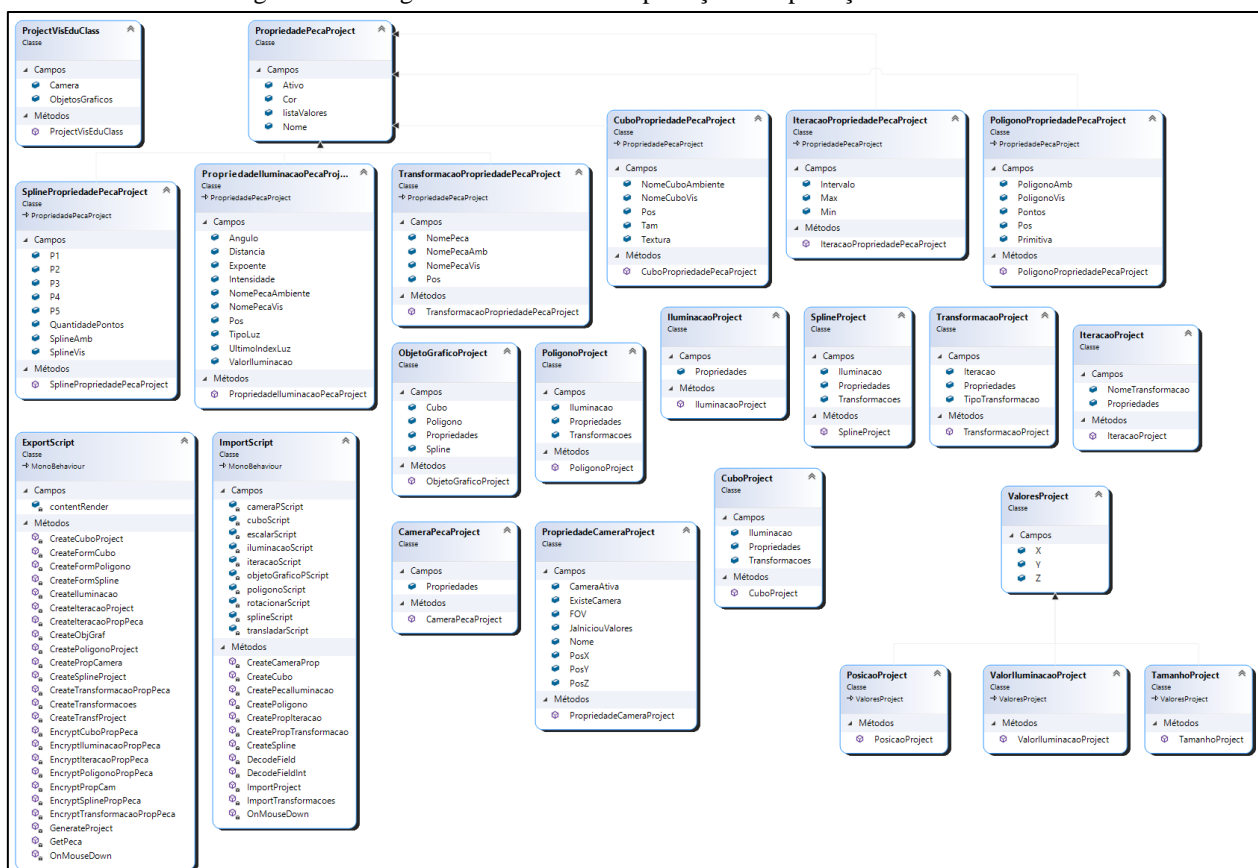 ProjectVisEduClass
Classe
Campos
Camera
ObjetosGraficos
Métodos
ProjectVisEduClass
PropriedadePecaProject
Classe
Campos
Ativo
Cor
listaValores
Nome
CuboPropriedadePecaProject
Classe
PropriedadePecaProject
Campos
NomeCuboAmbiente
NomeCuboVis
Pos
Tam
Textura
Métodos
CuboPropriedadePecaProject
IteracaoPropriedadePecaProject
Classe
PropriedadePecaProject
Campos
Intervalo
Max
Min
Métodos
IteracaoPropriedadePecaProject
PoligonoPropriedadePecaProject
Classe
PropriedadePecaProject
Campos
PoligonoAmb
PoligonoVis
Pontos
Pos
Primitiva
Métodos
PoligonoPropriedadePecaProject
SplinePropriedadePecaProject
Classe
PropriedadePecaProject
Campos
P1
P2
P3
P4
P5
QuantidadePontos
SplineAmb
SplineVis
Métodos
SplinePropriedadePecaProject
PropriedadeIluminacaoPecaProj...
Classe
PropriedadePecaProject
Campos
Angulo
Distancia
Expoente
Intensidade
NomePecaAmbiente
NomePecaVis
Pos
TipoLuz
UltimoIndexLuz
ValorIluminacao
Métodos
PropriedadeIluminacaoPecaProject
TransformacaoPropriedadePecaProject
Classe
PropriedadePecaProject
Campos
NomePeca
NomePecaAmb
NomePecaVis
Pos
Métodos
TransformacaoPropriedadePecaProject
IluminacaoProject
Classe
Campos
Propriedades
Métodos
IluminacaoProject
SplineProject
Classe
Campos
Iluminacao
Propriedades
Transformacoes
Métodos
SplineProject
TransformacaoProject
Classe
Campos
Iteracao
Propriedades
TipoTransformacao
Métodos
TransformacaoProject
IteracaoProject
Classe
Campos
NomeTransformacao
Propriedades
Métodos
IteracaoProject
ObjetoGraficoProject
Classe
Campos
Cubo
Poligono
Propriedades
Spline
Métodos
ObjetoGraficoProject
PoligonoProject
Classe
Campos
Iluminacao
Propriedades
Transformacoes
Métodos
PoligonoProject
ExportScript
Classe
MonoBehaviour
Campos
contentRender
Métodos
CreateCuboProject
CreateFormCubo
CreateFormPoligono
CreateFormSpline
CreateIluminacao
CreateIteracaoProject
CreateIteracaoPropPeca
CreateObjGraf
CreatePoligonoProject
CreatePropCamera
CreateSplineProject
CreateTransformacaoPropPeca
CreateTransformacoes
CreateTransfProject
EncryptCuboPropPeca
EncryptIluminacaoPropPeca
EncryptIteracaoPropPeca
EncryptPoligonoPropPeca
EncryptPropCam
EncryptSplinePropPeca
EncryptTransformacaoPropPeca
GenerateProject
GetPeca
OnMouseDown
ImportScript
Classe
MonoBehaviour
Campos
cameraPScript
cuboScript
escalarScript
iluminacaoScript
iteracaoScript
objetoGraficoPScript
poligonoScript
rotacionarScript
splineScript
transladarScript
Métodos
CreateCameraProp
CreateCubo
CreatePecaIluminacao
CreatePoligono
CreatePropIteracao
CreatePropTransformacao
CreateSpline
DecodeField
DecodeFieldInt
ImportProject
ImportTransformacoes
OnMouseDown
CameraPecaProject
Classe
Campos
Propriedades
Métodos
CameraPecaProject
PropriedadeCameraProject
Classe
Campos
CameraAtiva
ExisteCamera
FOV
JaIniciouValores
Nome
PosX
PosY
PosZ
Métodos
PropriedadeCameraProject
CuboProject
Classe
Campos
Iluminacao
Propriedades
Transformacoes
Métodos
CuboProject
ValoresProject
Classe
Campos
X
Y
Z
PosicaoProject
Classe
ValoresProject
Métodos
PosicaoProject
ValorIluminacaoProject
Classe
ValoresProject
Métodos
ValorIluminacaoProject
TamanhoProject
Classe
ValoresProject
Métodos
TamanhoProject